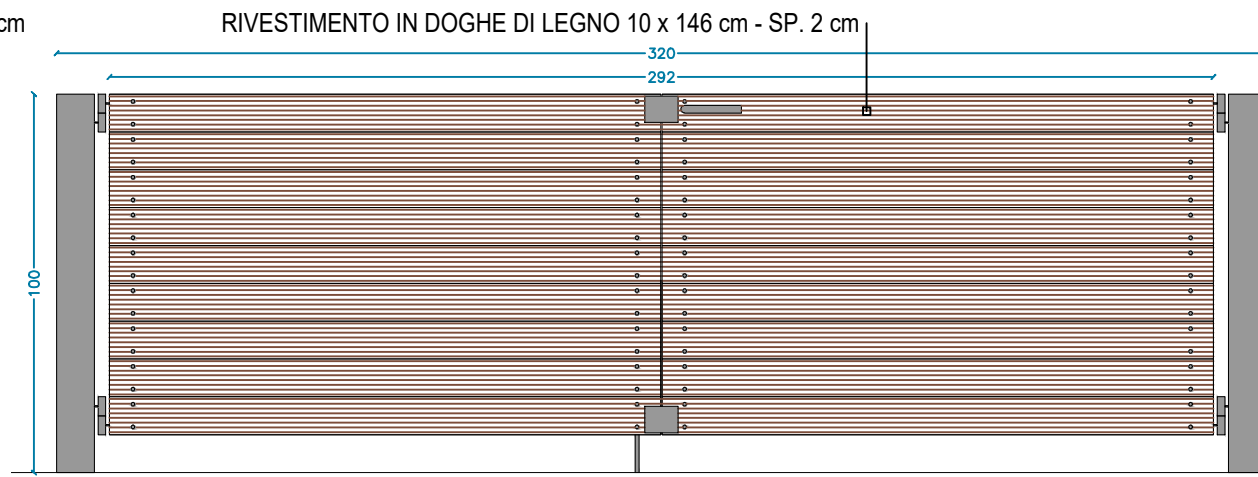 cm
RIVESTIMENTO IN DOGHE DI LEGNO 10 x 146 cm - SP. 2 cm
320
292
100